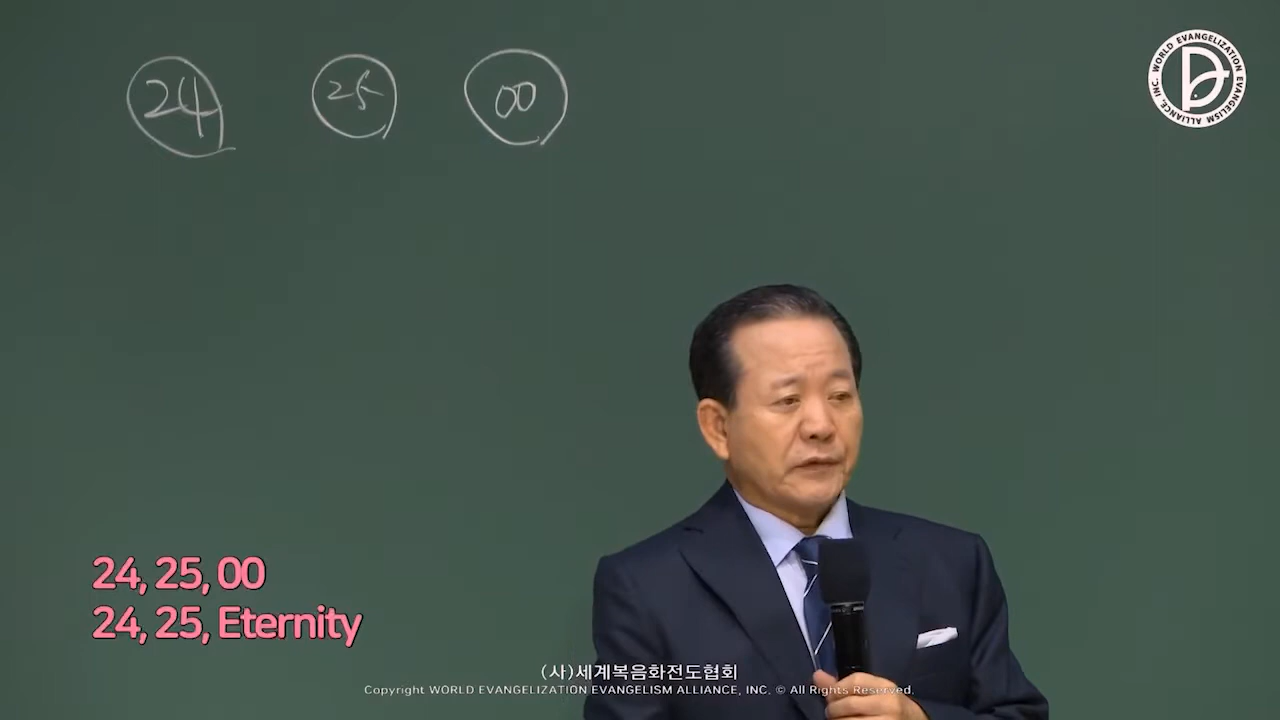 24 25 00
WORLD EVANGELIZATION EVANGELISM ALLIANCE, INC.
24, 25, 00
24, 25, Eternity
(사)세계복음화전도협회
Copyright WORLD EVANGELIZATION EVANGELISM ALLIANCE, INC. © All Rights Reserved.